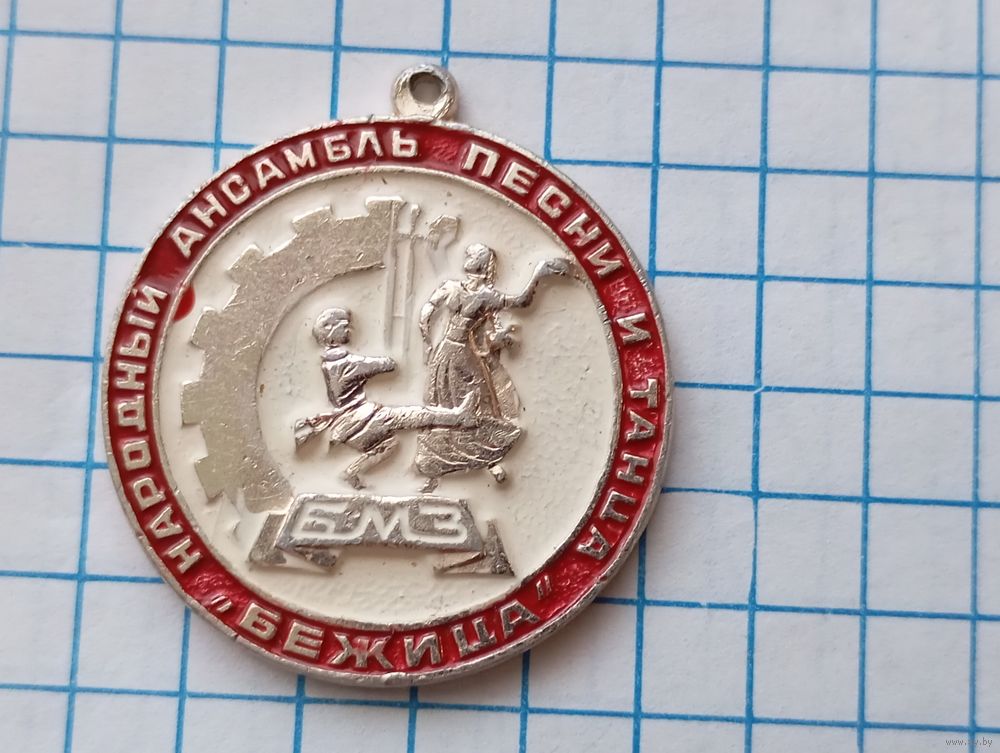 НАРОДНЫЙ АНСАМБЛЬ ПЕСНИ И ТАНЦА
"БЕЖИЦА"
БМЗ